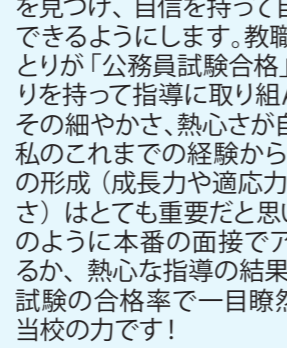 を見つけ、自信を持って自
できるようにします。教職
とりが「公務員試験合格」
りを持って指導に取り組ん
その細やかさ、熱心さが自
私のこれまでの経験から
の形成（成長力や適応力
さ）はとても重要だと思い
のように本番の面接でア
るか、熱心な指導の結果
試験の合格率で一目瞭然
当校の力です！